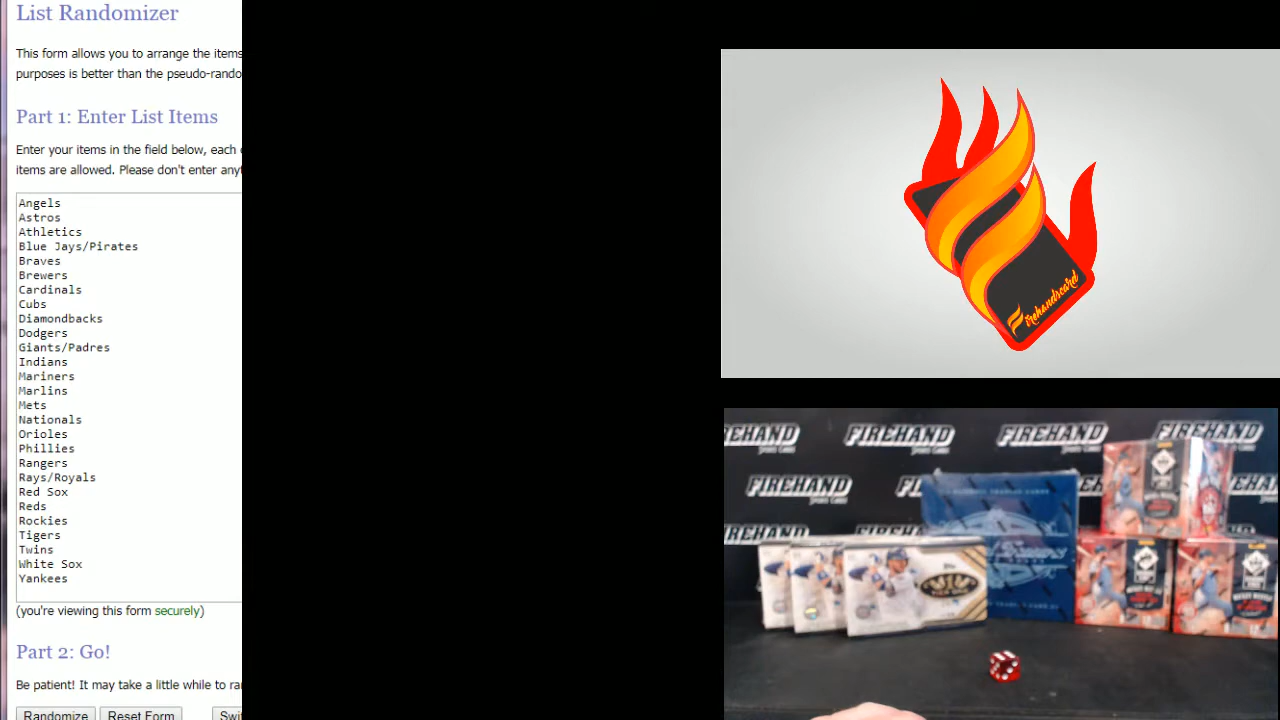 List Randomizer
This form allows you to arrange the items
purposes is better than the pseudo-rando
Part 1: Enter List Items
Enter your items in the field below, each
items are allowed. Please don't enter any
Angels
Astros
Athletics
Blue Jays/Pirates
Braves
Brewers
Cardinals
Cubs
Diamondbacks
Dodgers
Giants/Padres
Indians
Mariners
Marlins
Mets
Nationals
Orioles
Phillies
Rangers
Rays/Royals
Red Sox
Reds
Rockies
Tigers
Twins
White Sox
Yankees
(you're viewing this form securely)
Part 2: Go!
Be patient! It may take a little while to ra
Randomize
Reset Form
Swi
Firehandscard
FIREHAND
FIREHAND
FIREHAND
FIREHAND
FIREHAND
FIREHAND